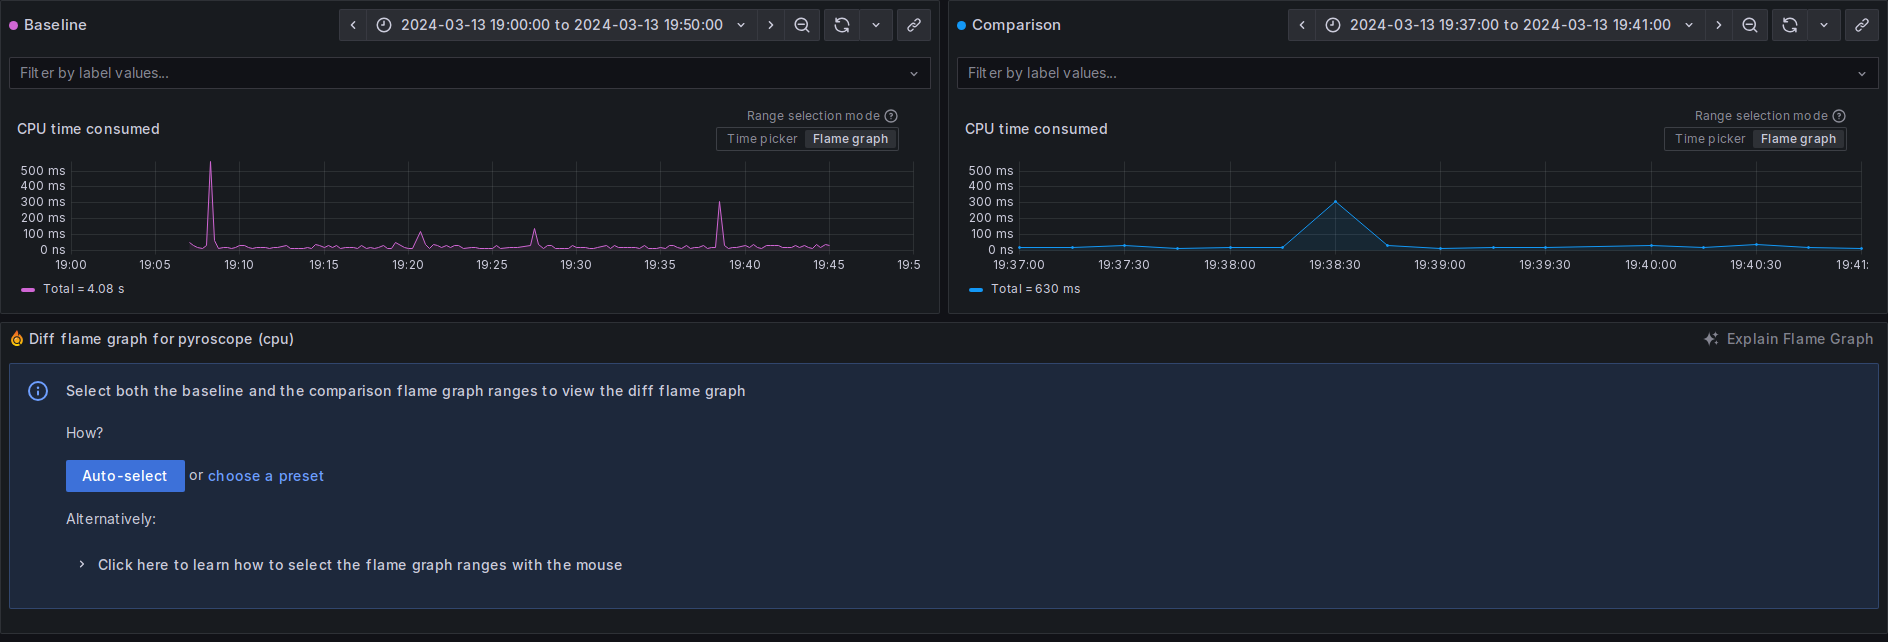 Baseline
2024-03-13 19:00:00 to 2024-03-13 19:50:00
Filter by label values...
CPU time consumed
Range selection mode
Time picker Flame graph
500 ms
400 ms
300 ms
200 ms
100 ms
0 ns
19:00 19:05 19:10 19:15 19:20 19:25 19:30 19:35 19:40 19:45 19:5
Total = 4.08 s
Comparison
2024-03-13 19:37:00 to 2024-03-13 19:41:00
Filter by label values...
CPU time consumed
Range selection mode
Time picker Flame graph
500 ms
400 ms
300 ms
200 ms
100 ms
0 ns
19:37:00 19:37:30 19:38:00 19:38:30 19:39:00 19:39:30 19:40:00 19:40:30 19:41:
Total = 630 ms
Diff flame graph for pyroscope (cpu)
Explain Flame Graph
Select both the baseline and the comparison flame graph ranges to view the diff flame graph
How?
Auto-select or choose a preset
Alternatively:
Click here to learn how to select the flame graph ranges with the mouse